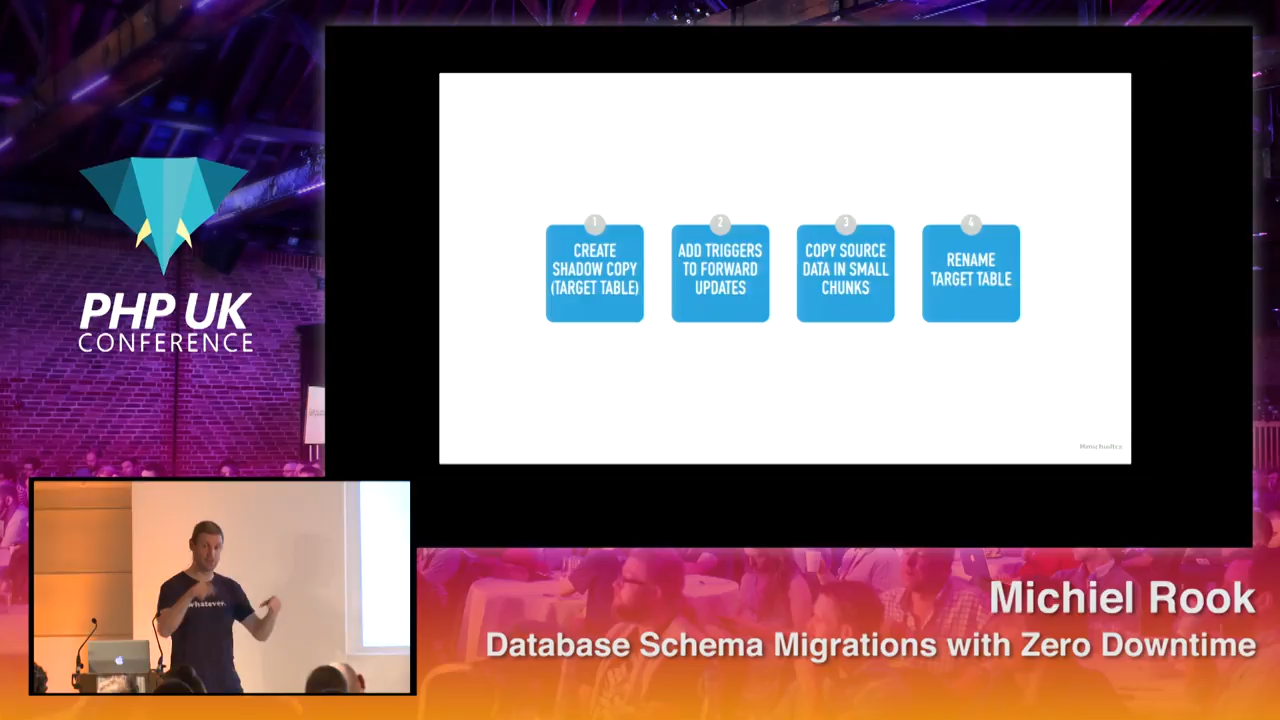 1
CREATE
SHADOW COPY
(TARGET TABLE)
2
ADD TRIGGERS
TO FORWARD
UPDATES
3
COPY SOURCE
DATA IN SMALL
CHUNKS
4
RENAME
TARGET TABLE
PHP UK
CONFERENCE
whatever.
Michiel Rook
Database Schema Migrations with Zero Downtime